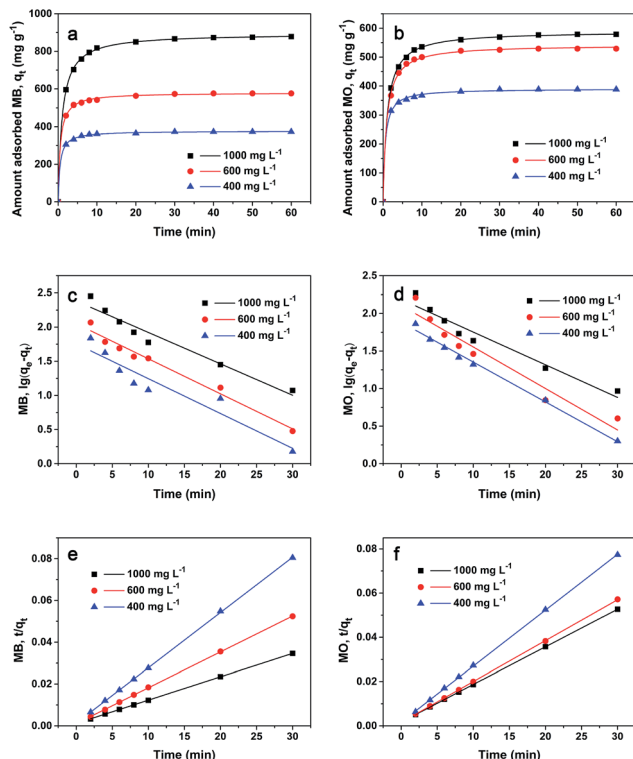 a
Amount adsorbed MB, qt (mg g-1)
1000
800
600
400
200
0
1000 mg L-1
600 mg L-1
400 mg L-1
0 10 20 30 40 50 60
Time (min)
b
Amount adsorbed MO, qt (mg g-1)
600
500
400
300
200
100
0
1000 mg L-1
600 mg L-1
400 mg L-1
0 10 20 30 40 50 60
Time (min)
c
MB, lg(qe-qt)
2.5
2.0
1.5
1.0
0.5
0.0
1000 mg L-1
600 mg L-1
400 mg L-1
0 5 10 15 20 25 30
Time (min)
d
MO, lg(qe-qt)
2.5
2.0
1.5
1.0
0.5
0.0
1000 mg L-1
600 mg L-1
400 mg L-1
0 5 10 15 20 25 30
Time (min)
e
MB, t/qt
0.08
0.06
0.04
0.02
0.00
1000 mg L-1
600 mg L-1
400 mg L-1
0 5 10 15 20 25 30
Time (min)
f
MO, t/qt
0.08
0.06
0.04
0.02
0.00
1000 mg L-1
600 mg L-1
400 mg L-1
0 5 10 15 20 25 30
Time (min)